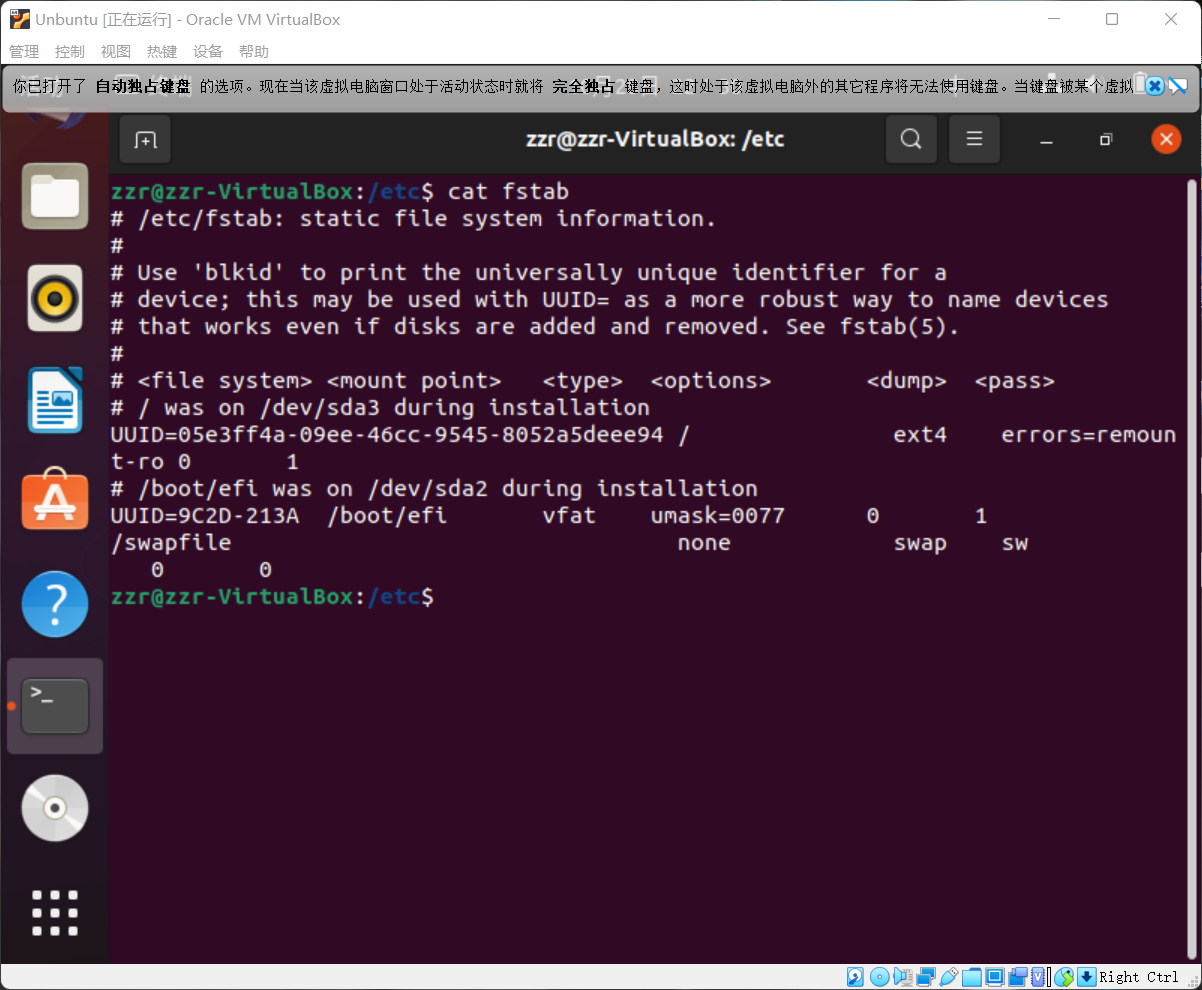 Unbuntu [正在运行] - Oracle VM VirtualBox
管理 控制 视图 热键 设备 帮助
你已打开了 自动独占键盘 的选项。现在当该虚拟电脑窗口处于活动状态时就将 完全独占 键盘，这时处于该虚拟电脑外的其它程序将无法使用键盘。当键盘被某个虚拟
zzr@zzr-VirtualBox: /etc
zzr@zzr-VirtualBox:/etc$ cat fstab
# /etc/fstab: static file system information.
#
# Use 'blkid' to print the universally unique identifier for a
# device; this may be used with UUID= as a more robust way to name devices
# that works even if disks are added and removed. See fstab(5).
#
# <file system> <mount point>   <type>  <options>       <dump>  <pass>
# / was on /dev/sda3 during installation
UUID=05e3ff4a-09ee-46cc-9545-8052a5deee94 /               ext4    errors=remoun
t-ro 0       1
# /boot/efi was on /dev/sda2 during installation
UUID=9C2D-213A  /boot/efi       vfat    umask=0077      0       1
/swapfile                                 none            swap    sw
   0       0
zzr@zzr-VirtualBox:/etc$
Right Ctrl